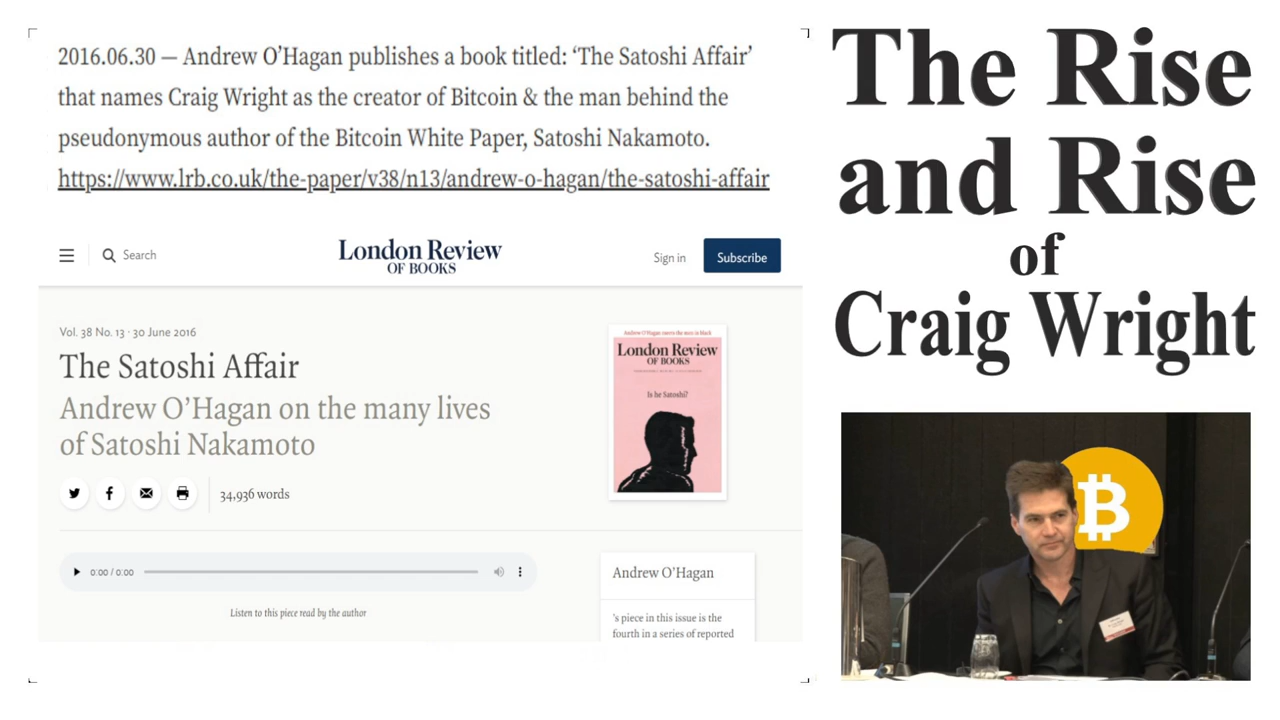 2016.06.30 — Andrew O’Hagan publishes a book titled: ‘The Satoshi Affair’
that names Craig Wright as the creator of Bitcoin & the man behind the
pseudonymous author of the Bitcoin White Paper, Satoshi Nakamoto.
https://www.lrb.co.uk/the-paper/v38/n13/andrew-o-hagan/the-satoshi-affair
Search
London Review
OF BOOKS
Sign in
Subscribe
Vol. 38 No. 13 · 30 June 2016
The Satoshi Affair
Andrew O’Hagan on the many lives
of Satoshi Nakamoto
34,936 words
London Review
OF BOOKS
Is he Satoshi?
0:00 / 0:00
Listen to this piece read by the author
Andrew O’Hagan
’s piece in this issue is the
fourth in a series of reported
The Rise
and Rise
of
Craig Wright